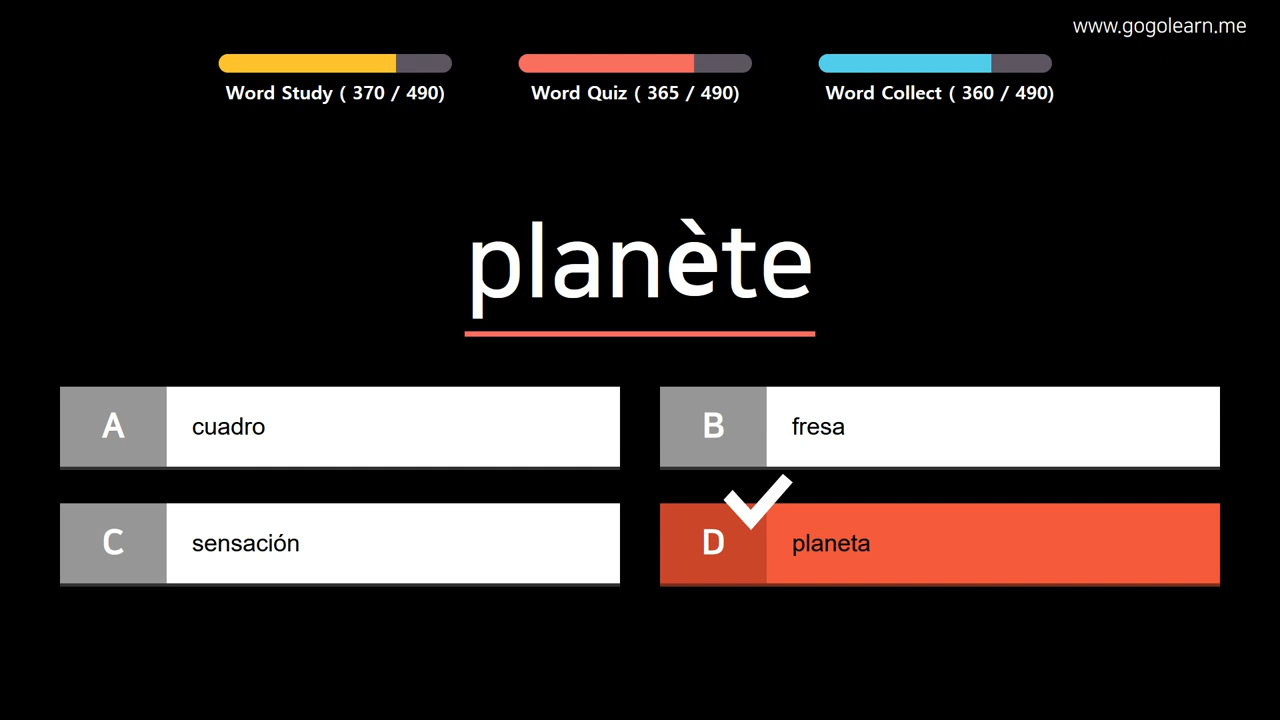 www.gogolearn.me
Word Study ( 370 / 490)
Word Quiz ( 365 / 490)
Word Collect ( 360 / 490)
planète
A cuadro
B fresa
C sensación
D planeta